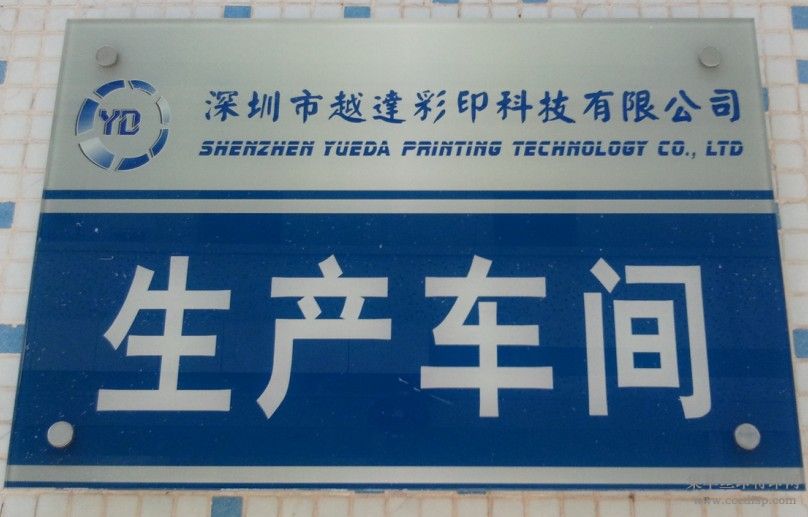 YD
深圳市越達彩印科技有限公司
SHENZHEN YUEDA PRINTING TECHNOLOGY CO., LTD
生产车间